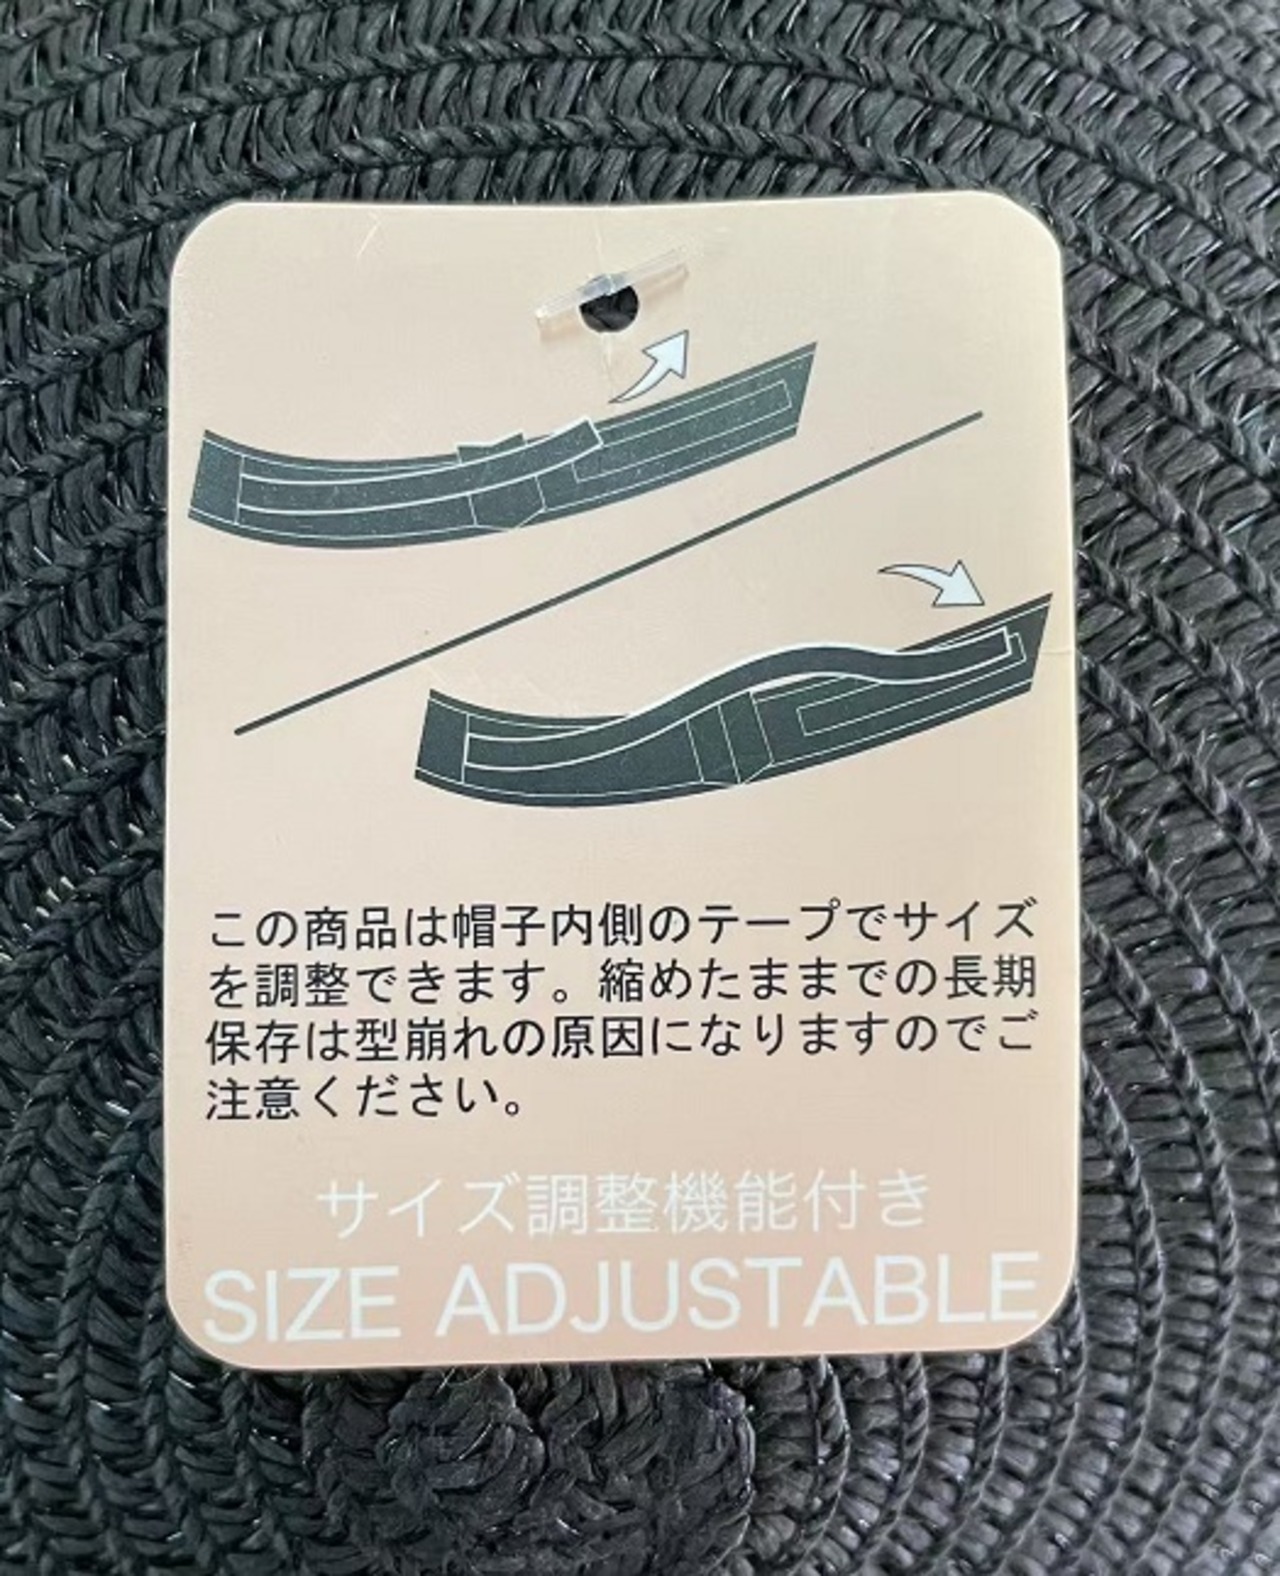 この商品は帽子内側のテープでサイズ
を調整できます。縮めたままでの長期
保存は型崩れの原因になりますのでご
注意ください。
サイズ調整機能付き
SIZE ADJUSTABLE